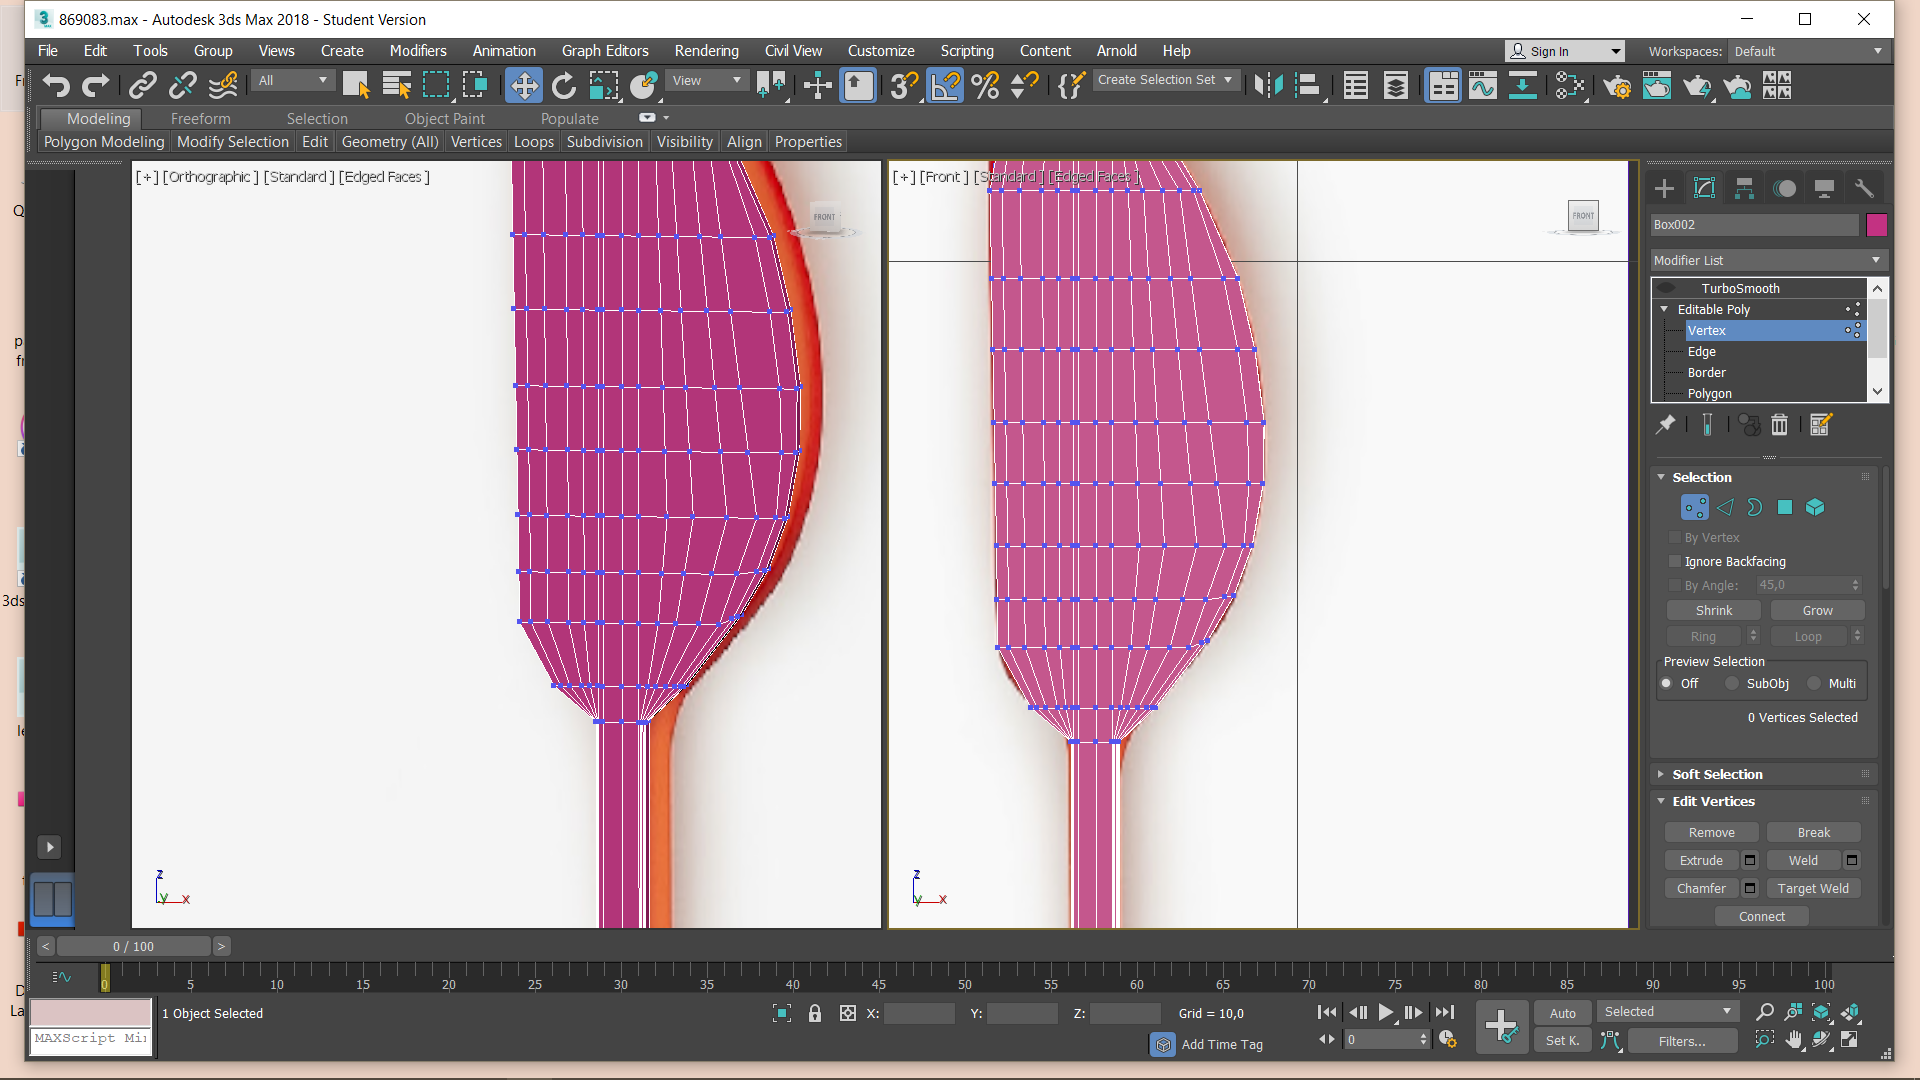 869083.max - Autodesk 3ds Max 2018 - Student Version
File Edit Tools Group Views Create Modifiers Animation Graph Editors Rendering Civil View Customize Scripting Content Arnold Help
Sign In Workspaces: Default
All View Create Selection Set
Modeling Freeform Selection Object Paint Populate
Polygon Modeling Modify Selection Edit Geometry (All) Vertices Loops Subdivision Visibility Align Properties
[+] [Orthographic ] [Standard ] [Edged Faces ]
[+] [Front ] [Standard ] [Edged Faces ]
FRONT
FRONT
z
y x
z
y x
Box002
Modifier List
TurboSmooth
Editable Poly
Vertex
Edge
Border
Polygon
Selection
By Vertex
Ignore Backfacing
By Angle: 45,0
Shrink Grow
Ring Loop
Preview Selection
Off SubObj Multi
0 Vertices Selected
Soft Selection
Edit Vertices
Remove Break
Extrude Weld
Chamfer Target Weld
Connect
< 0 / 100 >
0 5 10 15 20 25 30 35 40 45 50 55 60 65 70 75 80 85 90 95 100
1 Object Selected X: Y: Z: Grid = 10,0
MAXScript Mi
Add Time Tag
0
Auto Selected
Set K. Filters...
3ds